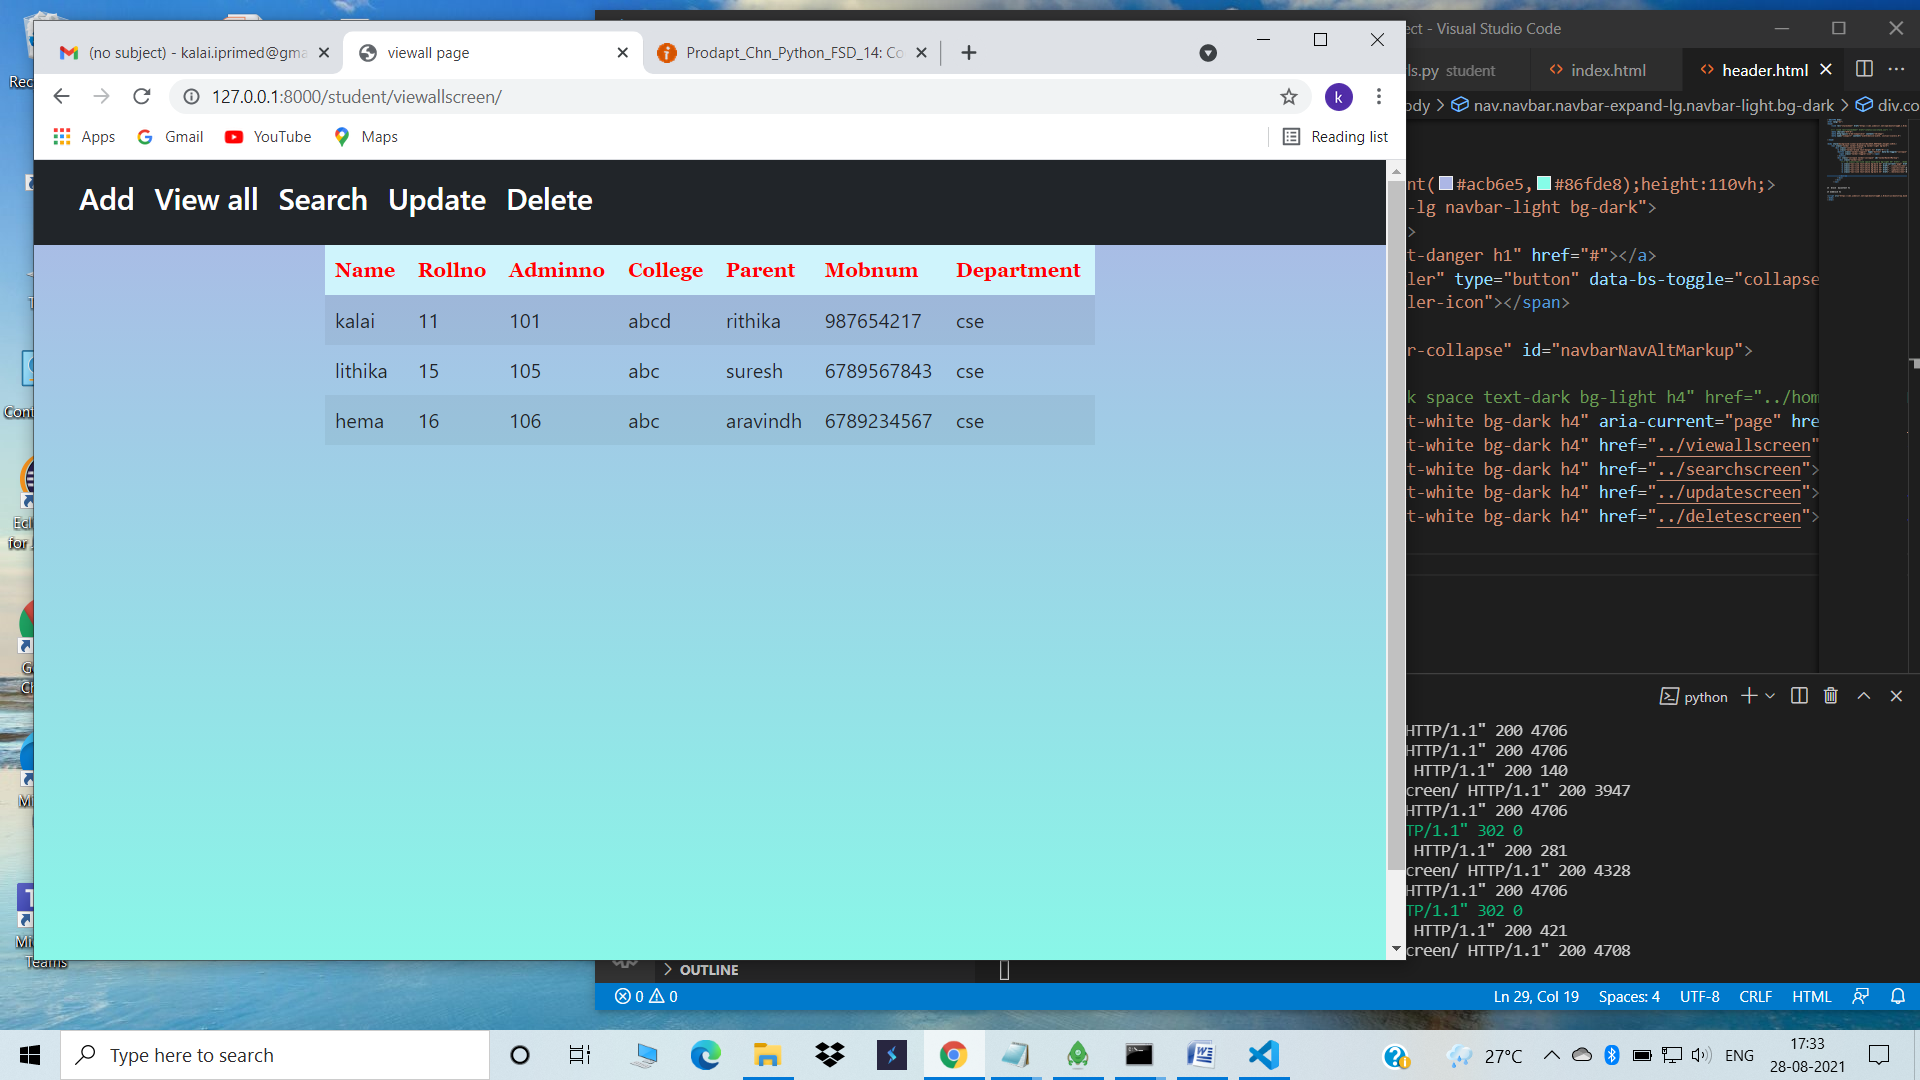 (no subject) - kalai.iprimed@gma
viewall page
Prodapt_Chn_Python_FSD_14: Co
127.0.0.1:8000/student/viewallscreen/
k
Apps
Gmail
YouTube
Maps
Reading list
Add View all Search Update Delete
Name Rollno Adminno College Parent Mobnum Department
kalai 11 101 abcd rithika 987654217 cse
lithika 15 105 abc suresh 6789567843 cse
hema 16 106 abc aravindh 6789234567 cse
ect - Visual Studio Code
ls.py student
index.html
header.html
ody > nav.navbar.navbar-expand-lg.navbar-light.bg-dark > div.co
nt(#acb6e5,#86fde8);height:110vh;>
-lg navbar-light bg-dark">
>
t-danger h1" href="#"></a>
ler" type="button" data-bs-toggle="collapse
ler-icon"></span>
r-collapse" id="navbarNavAltMarkup">
k space text-dark bg-light h4" href="../hom
t-white bg-dark h4" aria-current="page" hre
t-white bg-dark h4" href="../viewallscreen"
t-white bg-dark h4" href="../searchscreen">
t-white bg-dark h4" href="../updatescreen">
t-white bg-dark h4" href="../deletescreen">
python
HTTP/1.1" 200 4706
HTTP/1.1" 200 4706
HTTP/1.1" 200 140
creen/ HTTP/1.1" 200 3947
HTTP/1.1" 200 4706
TP/1.1" 302 0
HTTP/1.1" 200 281
creen/ HTTP/1.1" 200 4328
HTTP/1.1" 200 4706
TP/1.1" 302 0
HTTP/1.1" 200 421
creen/ HTTP/1.1" 200 4708
OUTLINE
0 0
Ln 29, Col 19 Spaces: 4 UTF-8 CRLF HTML
Rec
Cont
Ecl
for J
G
Ch
Mi
Mi
Teams
Type here to search
27°C
ENG
17:33
28-08-2021